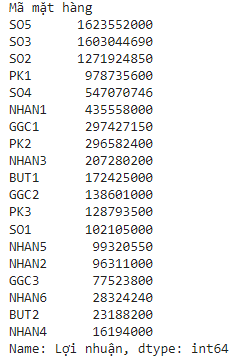 Mã mặt hàng
SO5 1623552000
SO3 1603044690
SO2 1271924850
PK1 978735600
SO4 547070746
NHAN1 435558000
GGC1 297427150
PK2 296582400
NHAN3 207280200
BUT1 172425000
GGC2 138601000
PK3 128793500
SO1 102105000
NHAN5 99320550
NHAN2 96311000
GGC3 77523800
NHAN6 28324240
BUT2 23188200
NHAN4 16194000
Name: Lợi nhuận, dtype: int64